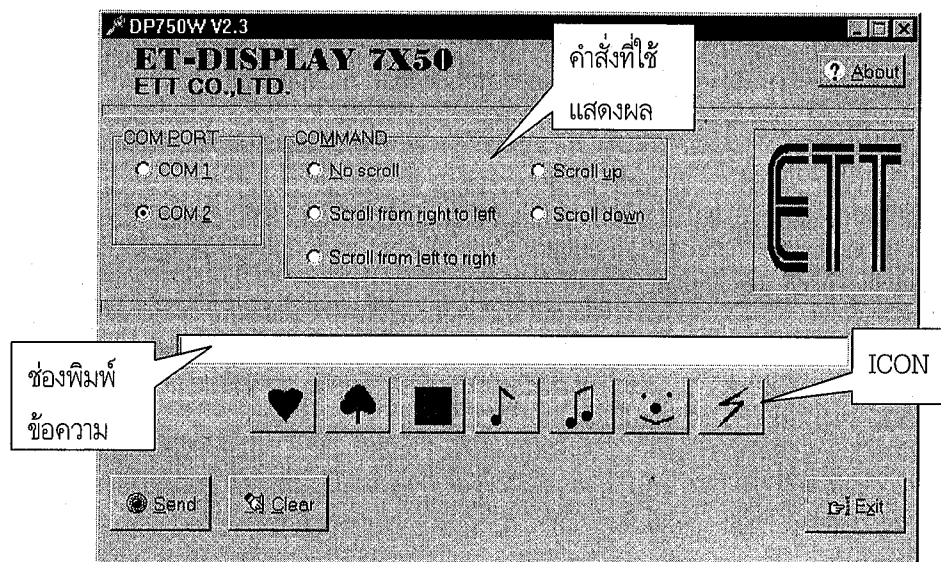 DP750W V2.3
ET-DISPLAY 7X50
ETT CO.,LTD.
คำสั่งที่ใช้
แสดงผล
About
COM PORT
COM 1
COM 2
COMMAND
No scroll
Scroll up
Scroll from right to left
Scroll down
Scroll from left to right
ETT
ช่องพิมพ์
ข้อความ
ICON
Send
Clear
Exit